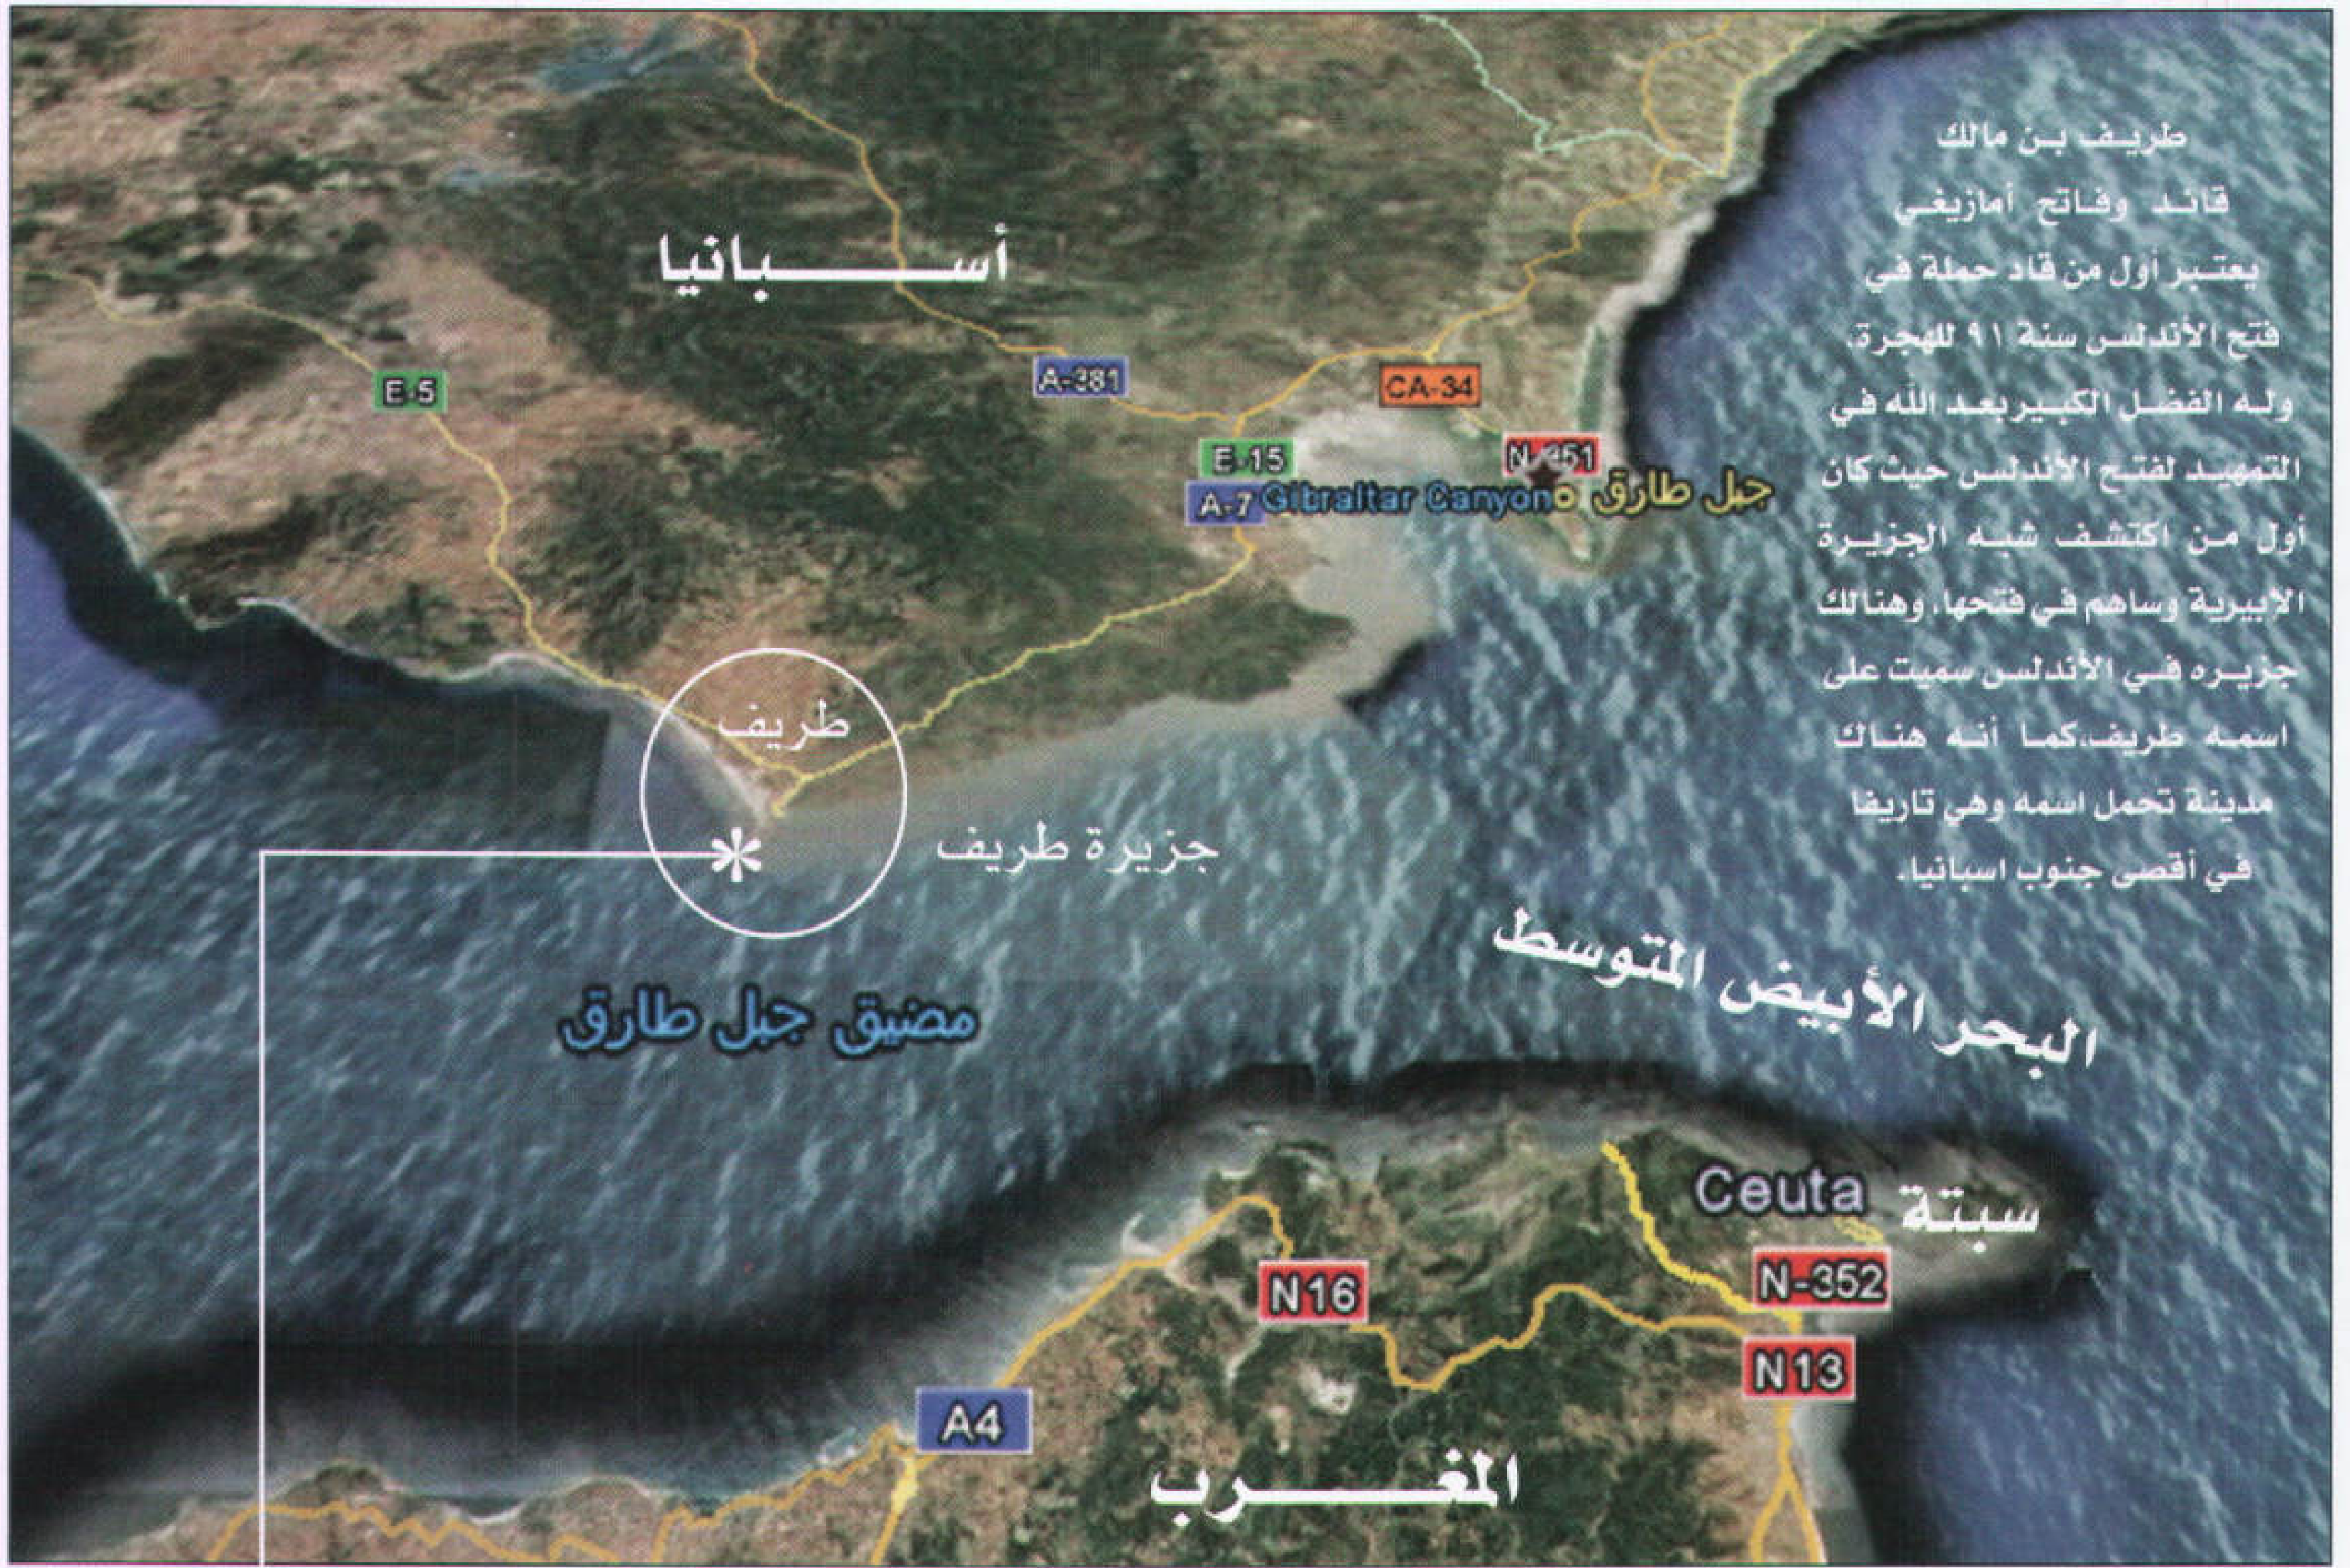 طريف بن مالك
قائد وفاتح أمازيغي
يعتبر أول من قاد حملة في
فتح الأندلس سنة ٩١ للهجرة،
وله الفضل الكبير بعد الله في
التمهيد لفتح الأندلس حيث كان
أول من اكتشف شبه الجزيرة
الأيبيرية وساهم في فتحها، وهنالك
جزيره في الأندلس سميت على
اسمه طريف،كما أنه هناك
مدينة تحمل اسمه وهي تاريفا
في أقصى جنوب اسبانيا.
أسبانيا
E-5
A-381
CA-34
E-15
N-351
A-7
Gibraltar Canyon
جبل طارق
طريف
جزيرة طريف
*
مضيق جبل طارق
البحر الأبيض المتوسط
Ceuta
سبتة
N16
N-352
N13
A4
المغرب